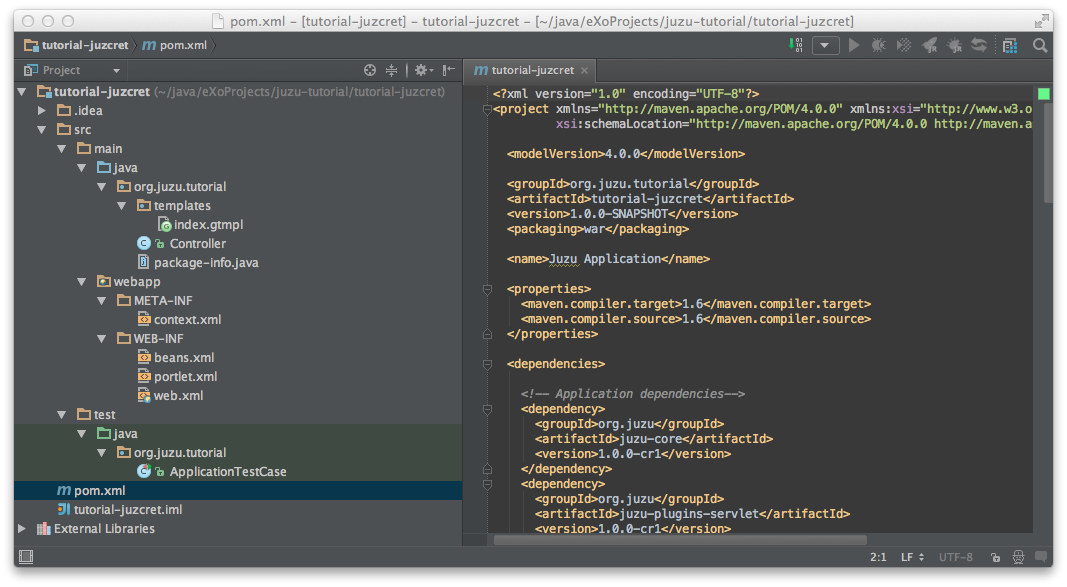 pom.xml – [tutorial-juzcret] – tutorial-juzcret – [~/java/eXoProjects/juzu-tutorial/tutorial-juzcret]
tutorial-juzcret
m pom.xml
Project
m tutorial-juzcret ×
tutorial-juzcret (~/java/eXoProjects/juzu-tutorial/tutorial-juzcret)
.idea
src
main
java
org.juzu.tutorial
templates
index.gtmpl
Controller
package-info.java
webapp
META-INF
context.xml
WEB-INF
beans.xml
portlet.xml
web.xml
test
java
org.juzu.tutorial
ApplicationTestCase
m pom.xml
tutorial-juzcret.iml
External Libraries
<?xml version="1.0" encoding="UTF-8"?>
<project xmlns="http://maven.apache.org/POM/4.0.0" xmlns:xsi="http://www.w3.o
xsi:schemaLocation="http://maven.apache.org/POM/4.0.0 http://maven.a
<modelVersion>4.0.0</modelVersion>
<groupId>org.juzu.tutorial</groupId>
<artifactId>tutorial-juzcret</artifactId>
<version>1.0.0-SNAPSHOT</version>
<packaging>war</packaging>
<name>Juzu Application</name>
<properties>
<maven.compiler.target>1.6</maven.compiler.target>
<maven.compiler.source>1.6</maven.compiler.source>
</properties>
<dependencies>
<!-- Application dependencies-->
<dependency>
<groupId>org.juzu</groupId>
<artifactId>juzu-core</artifactId>
<version>1.0.0-cr1</version>
</dependency>
<dependency>
<groupId>org.juzu</groupId>
<artifactId>juzu-plugins-servlet</artifactId>
<version>1.0.0-cr1</version>
2:1 LF UTF-8